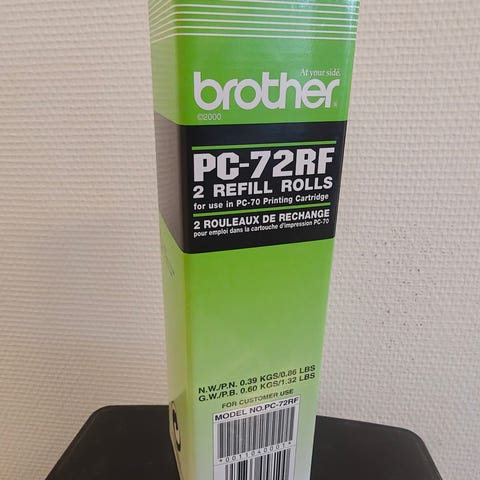 At your side.
brother
©2000
PC-72RF
2 REFILL ROLLS
for use in PC-70 Printing Cartridge
2 ROULEAUX DE RECHANGE
pour emploi dans la cartouche d'impression PC-70
N.W./P.N. 0.39 KGS/0.86 LBS
G.W./P.B. 0.60 KGS/1.32 LBS
FOR CUSTOMER USE
MODEL NO.PC-72RF
+0011040001+